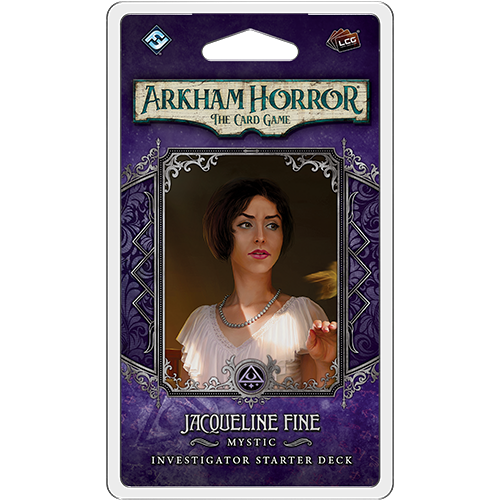 LCG
ARKHAM HORROR
THE CARD GAME
JACQUELINE FINE
MYSTIC
INVESTIGATOR STARTER DECK